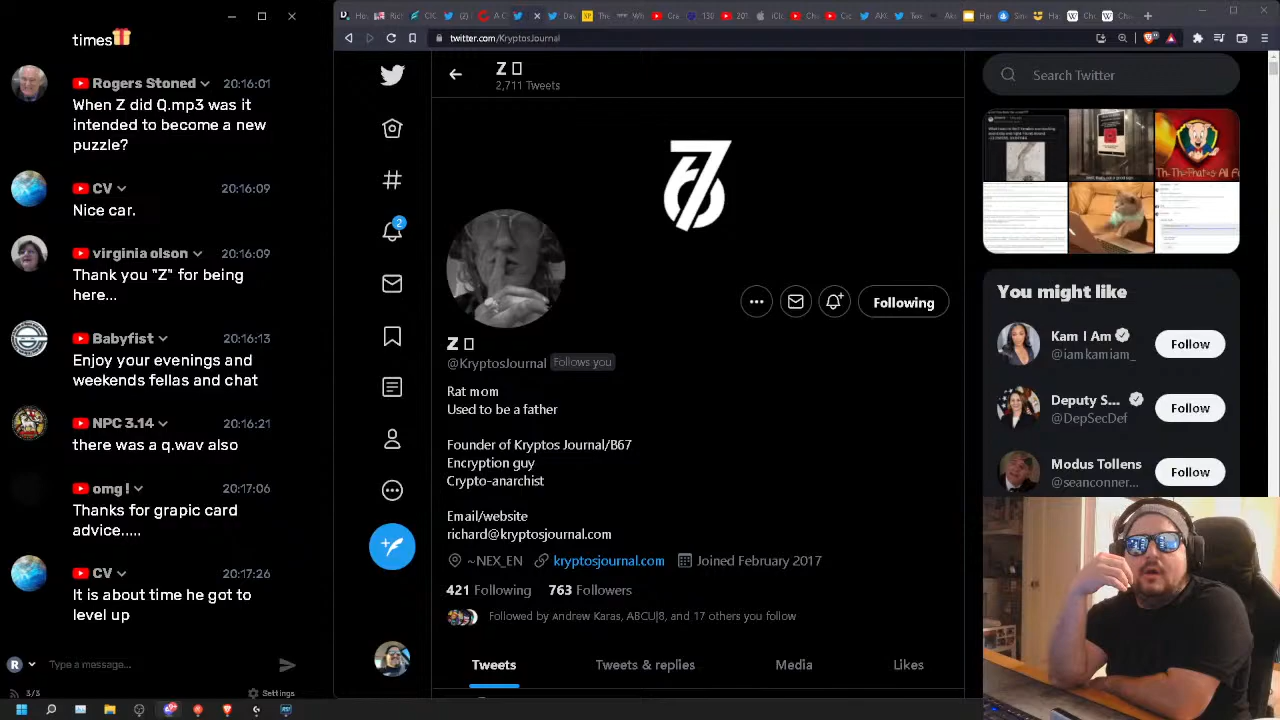 times
Rogers Stoned 20:16:01
When Z did Q.mp3 was it
intended to become a new
puzzle?
CV 20:16:09
Nice car.
virginia olson 20:16:09
Thank you "Z" for being
here...
Babyfist 20:16:13
Enjoy your evenings and
weekends fellas and chat
NPC 3.14 20:16:21
there was a q.wav also
omg! 20:17:06
Thanks for grapic card
advice.....
CV 20:17:26
It is about time he got to
level up
R Type a message...
3/3 Settings
twitter.com/KryptosJournal
Z
2,711 Tweets
2
Following
Z
@KryptosJournal Follows you
Rat mom
Used to be a father
Founder of Kryptos Journal/B67
Encryption guy
Crypto-anarchist
Email/website
richard@kryptosjournal.com
~NEX_EN kryptosjournal.com Joined February 2017
421 Following 763 Followers
Followed by Andrew Karas, ABCU|8, and 17 others you follow
Tweets Tweets & replies Media Likes
Search Twitter
You might like
Kam I Am
@iamkamiam_
Follow
Deputy S...
@DepSecDef
Follow
Modus Tollens
@seanconner...
Follow